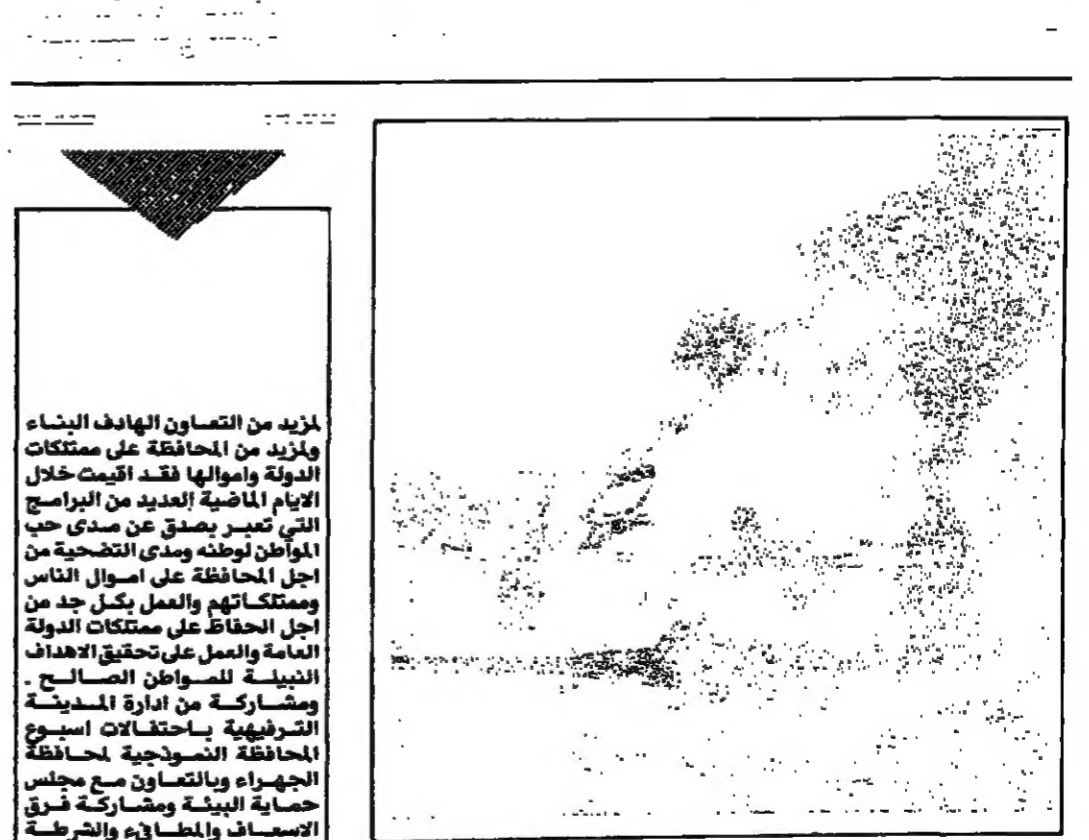 لمزيد من التعاون الهادف البناء
ولمزيد من المحافظة على ممتلكات
الدولة واموالها فقد اقيمت خلال
الايام الماضية العديد من البرامج
التي تعبر بصدق عن مدى حب
المواطن لوطنه ومدى التضحية من
اجل المحافظة على اموال الناس
وممتلكاتهم والعمل بكل جد من
اجل الحفاظ على ممتلكات الدولة
العامة والعمل على تحقيق الاهداف
النبيلة للمواطن الصالح .
ومشاركة من ادارة المدينة
الترفيهية باحتفالات اسبوع
المحافظة النموذجية لمحافظة
الجهراء وبالتعاون مع مجلس
حماية البيئة ومشاركة فرق
الاسعاف والمطافيء والشرطة